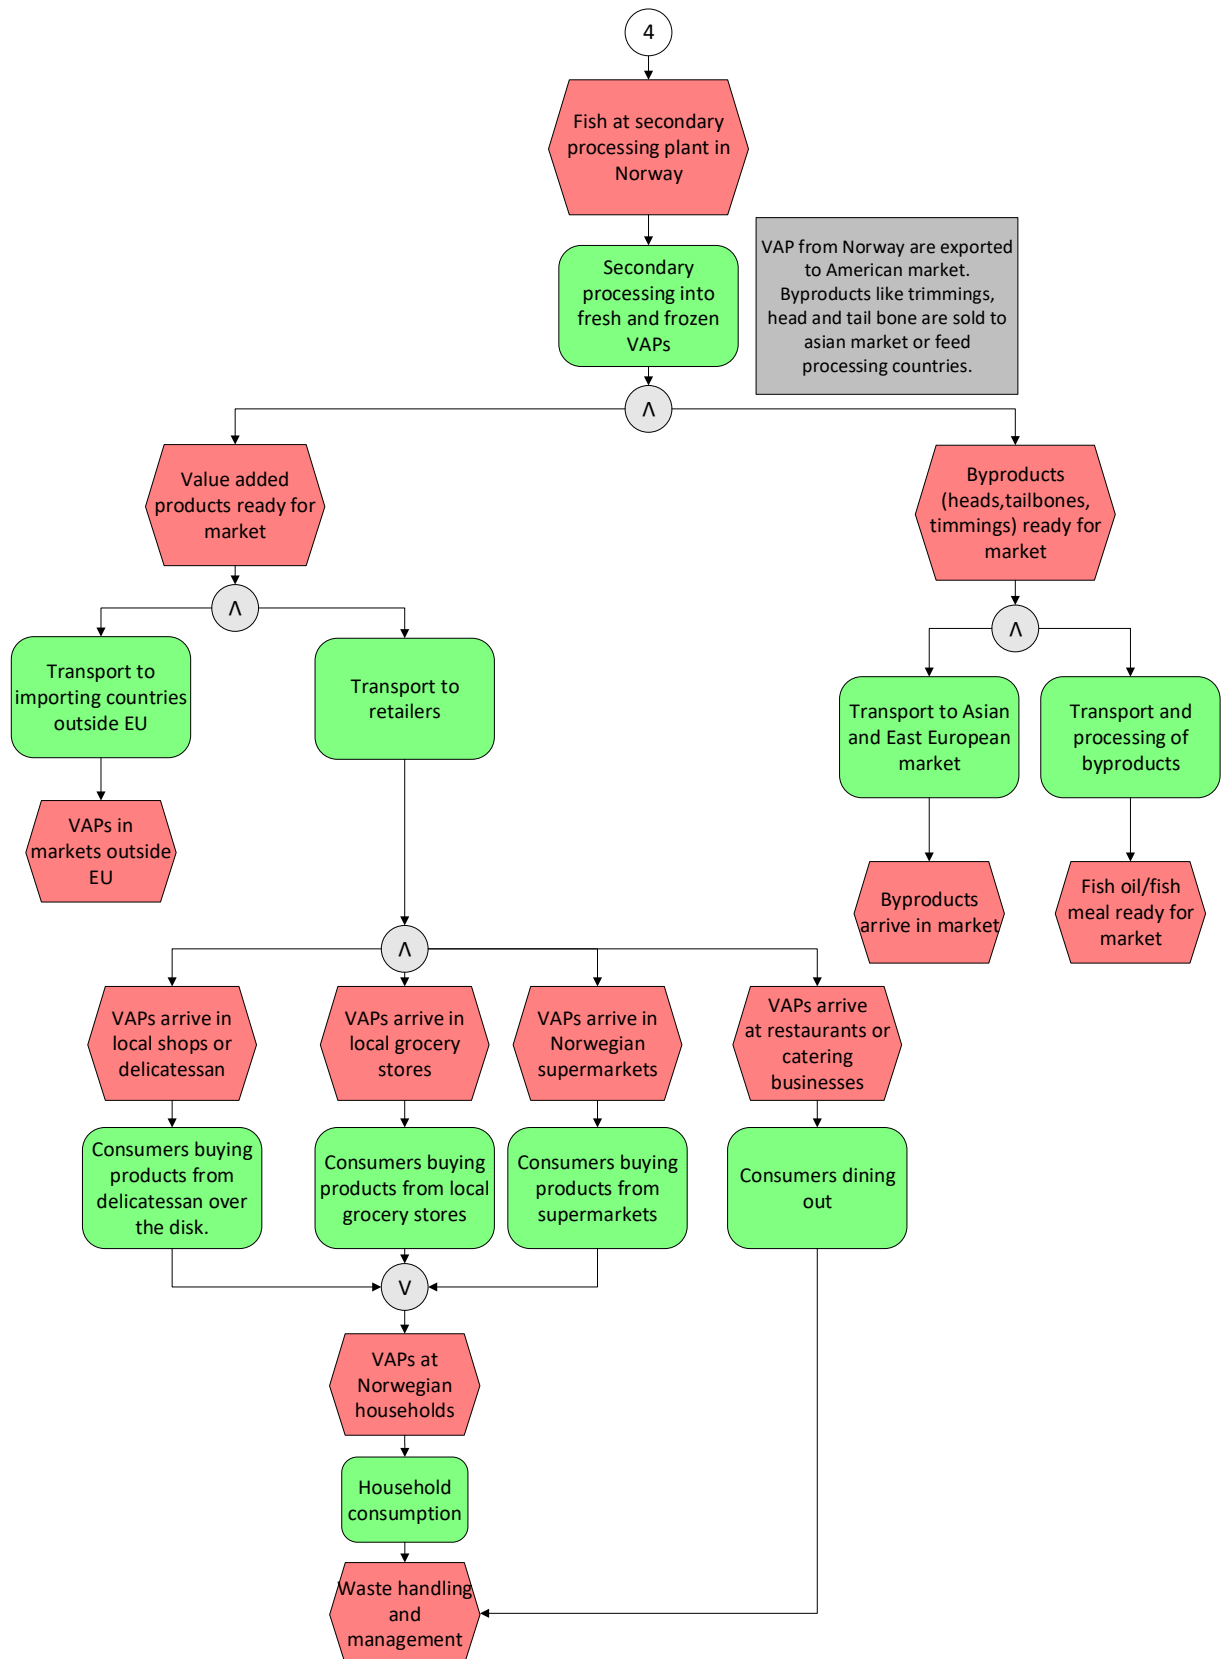 4
Fish at secondary
processing plant in
Norway
VAP from Norway are exported
to American market.
Byproducts like trimmings,
head and tail bone are sold to
asian market or feed
processing countries.
Secondary
processing into
fresh and frozen
VAPs
Λ
Value added
products ready for
market
Byproducts
(heads,tailbones,
timmings) ready for
market
Λ
Λ
Transport to
importing countries
outside EU
Transport to
retailers
Transport to Asian
and East European
market
Transport and
processing of
byproducts
VAPs in
markets outside
EU
Byproducts
arrive in market
Fish oil/fish
meal ready for
market
Λ
VAPs arrive in
local shops or
delicatessan
VAPs arrive in
local grocery
stores
VAPs arrive in
Norwegian
supermarkets
VAPs arrive
at restaurants or
catering
businesses
Consumers buying
products from
delicatessan over
the disk.
Consumers buying
products from local
grocery stores
Consumers buying
products from
supermarkets
Consumers dining
out
V
VAPs at
Norwegian
households
Household
consumption
Waste handling
and
management